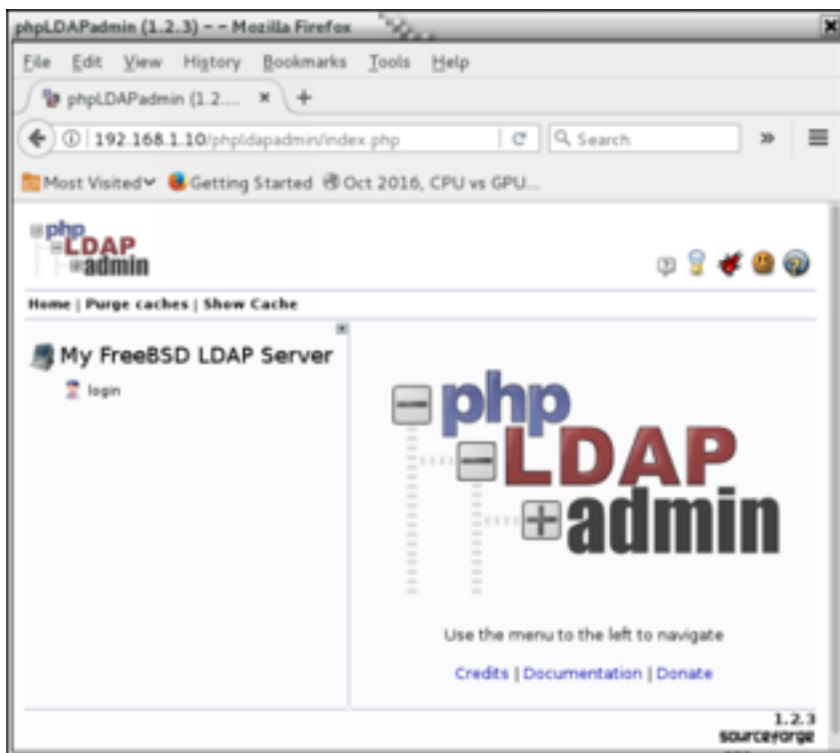 phpLDAPadmin (1.2.3) - - Mozilla Firefox
File Edit View History Bookmarks Tools Help
phpLDAPadmin (1.2....
192.168.1.10/phpldapadmin/index.php
Search
Most Visited
Getting Started
Oct 2016, CPU vs GPU...
php
LDAP
admin
Home | Purge caches | Show Cache
My FreeBSD LDAP Server
login
php
LDAP
admin
Use the menu to the left to navigate
Credits | Documentation | Donate
1.2.3
sourceforge